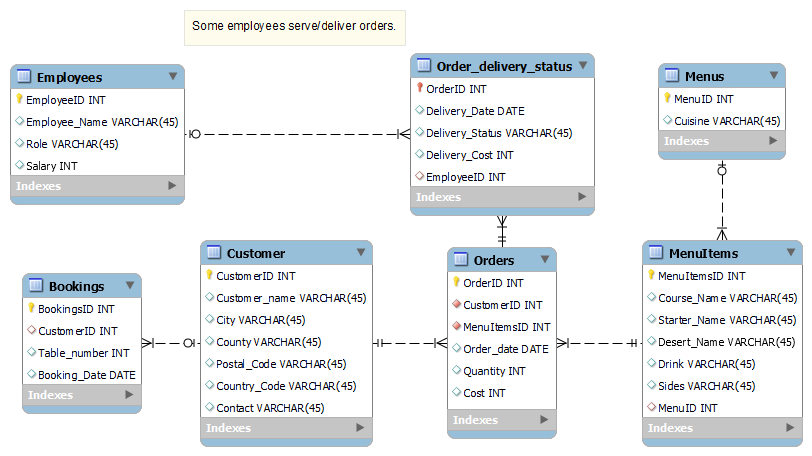 Some employees serve/deliver orders.
Employees
EmployeeID INT
Employee_Name VARCHAR(45)
Role VARCHAR(45)
Salary INT
Indexes
Order_delivery_status
OrderID INT
Delivery_Date DATE
Delivery_Status VARCHAR(45)
Delivery_Cost INT
EmployeeID INT
Indexes
Menus
MenuID INT
Cuisine VARCHAR(45)
Indexes
Bookings
BookingsID INT
CustomerID INT
Table_number INT
Booking_Date DATE
Indexes
Customer
CustomerID INT
Customer_name VARCHAR(45)
City VARCHAR(45)
County VARCHAR(45)
Postal_Code VARCHAR(45)
Country_Code VARCHAR(45)
Contact VARCHAR(45)
Indexes
Orders
OrderID INT
CustomerID INT
MenuItemsID INT
Order_date DATE
Quantity INT
Cost INT
Indexes
MenuItems
MenuItemsID INT
Course_Name VARCHAR(45)
Starter_Name VARCHAR(45)
Desert_Name VARCHAR(45)
Drink VARCHAR(45)
Sides VARCHAR(45)
MenuID INT
Indexes